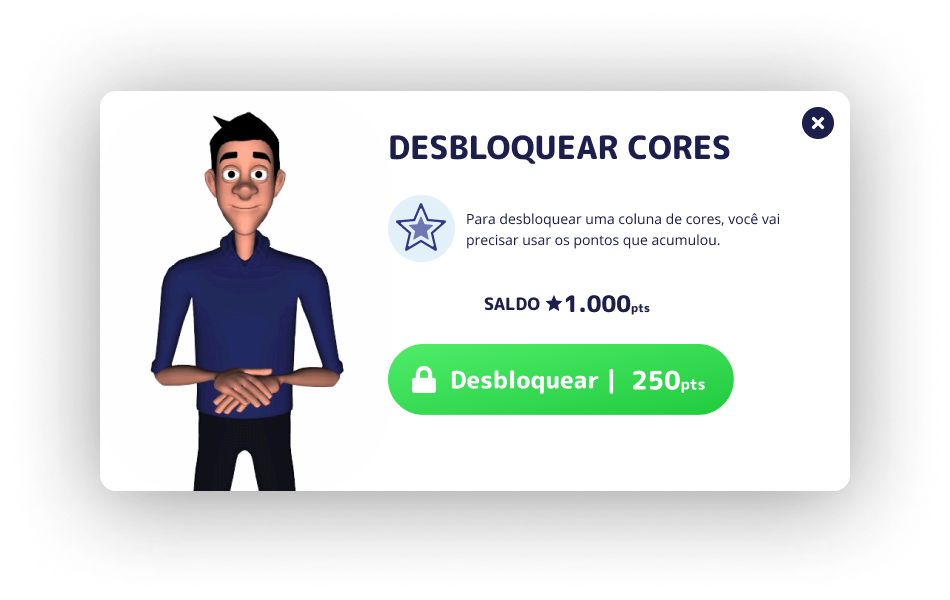 DESBLOQUEAR CORES
Para desbloquear uma coluna de cores, você vai
precisar usar os pontos que acumulou.
SALDO ★1.000pts
Desbloquear | 250pts